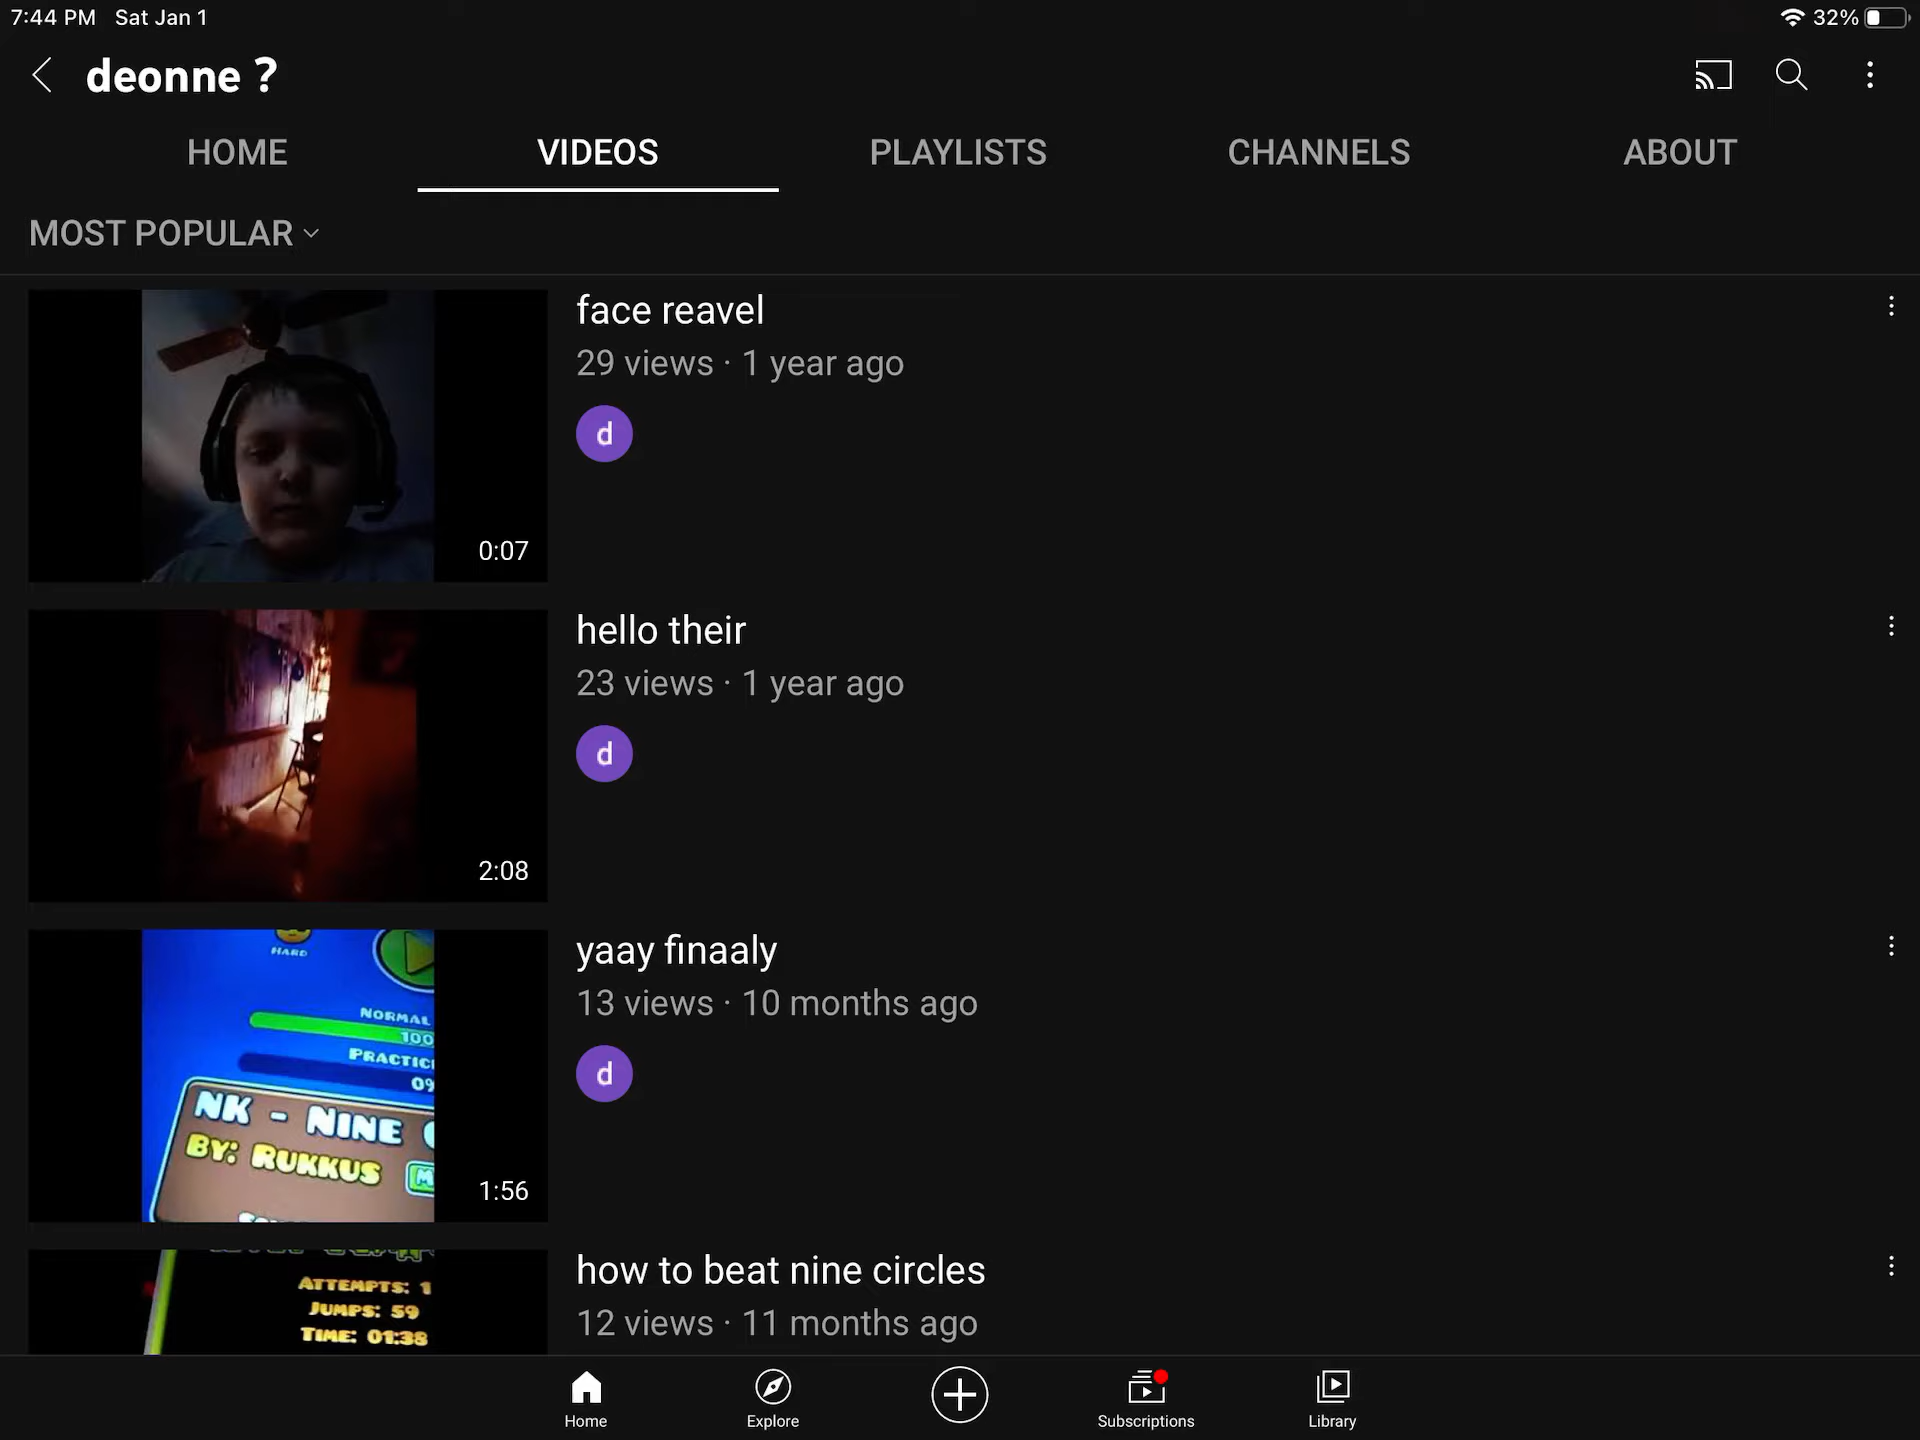 7:44 PM Sat Jan 1
32%
deonne ?
HOME VIDEOS PLAYLISTS CHANNELS ABOUT
MOST POPULAR
face reavel
29 views · 1 year ago
d
0:07
hello their
23 views · 1 year ago
d
2:08
yaay finaaly
13 views · 10 months ago
d
HARD
NORMAL
100
PRACTIC
0%
NK - NINE
BY: RUKKUS
1:56
how to beat nine circles
12 views · 11 months ago
ATTEMPTS: 1
JUMPS: 59
TIME: 01:38
Home Explore Subscriptions Library